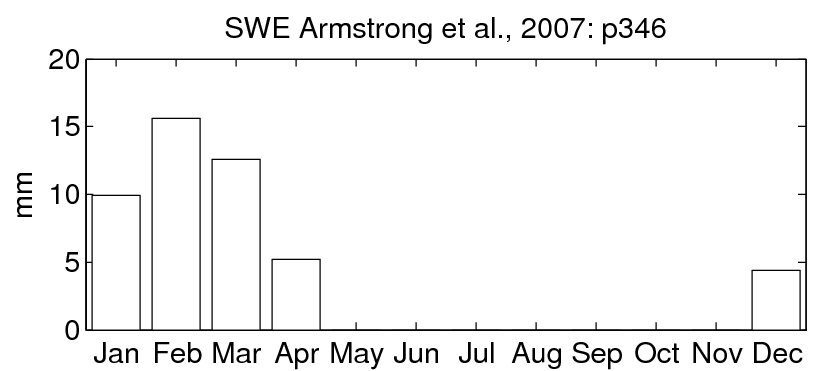 SWE Armstrong et al., 2007: p346
20
15
10
5
0
mm
Jan Feb Mar Apr May Jun Jul Aug Sep Oct Nov Dec